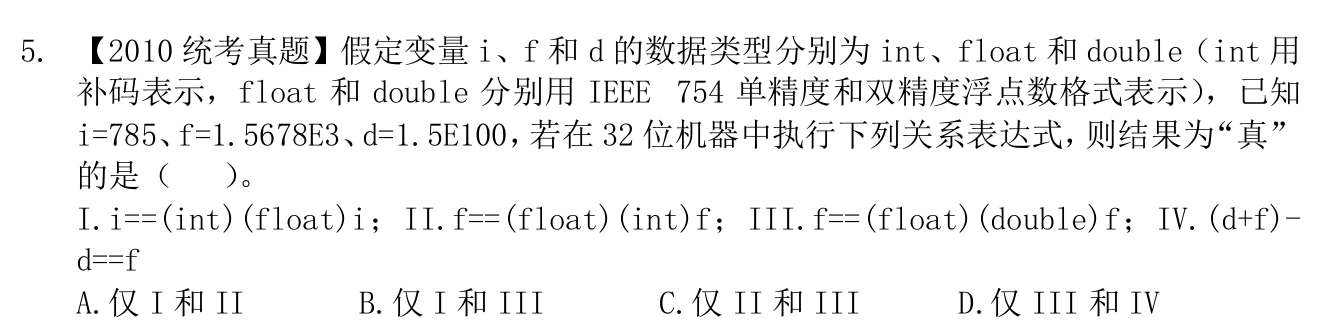 5. 【2010 统考真题】假定变量 i、f 和 d 的数据类型分别为 int、float 和 double（int 用
补码表示，float 和 double 分别用 IEEE 754 单精度和双精度浮点数格式表示），已知
i=785、f=1.5678E3、d=1.5E100，若在 32 位机器中执行下列关系表达式，则结果为“真”
的是（ ）。
I.i==(int)(float)i；II.f==(float)(int)f；III.f==(float)(double)f；IV.(d+f)-
d==f
A.仅 I 和 II B.仅 I 和 III C.仅 II 和 III D.仅 III 和 IV